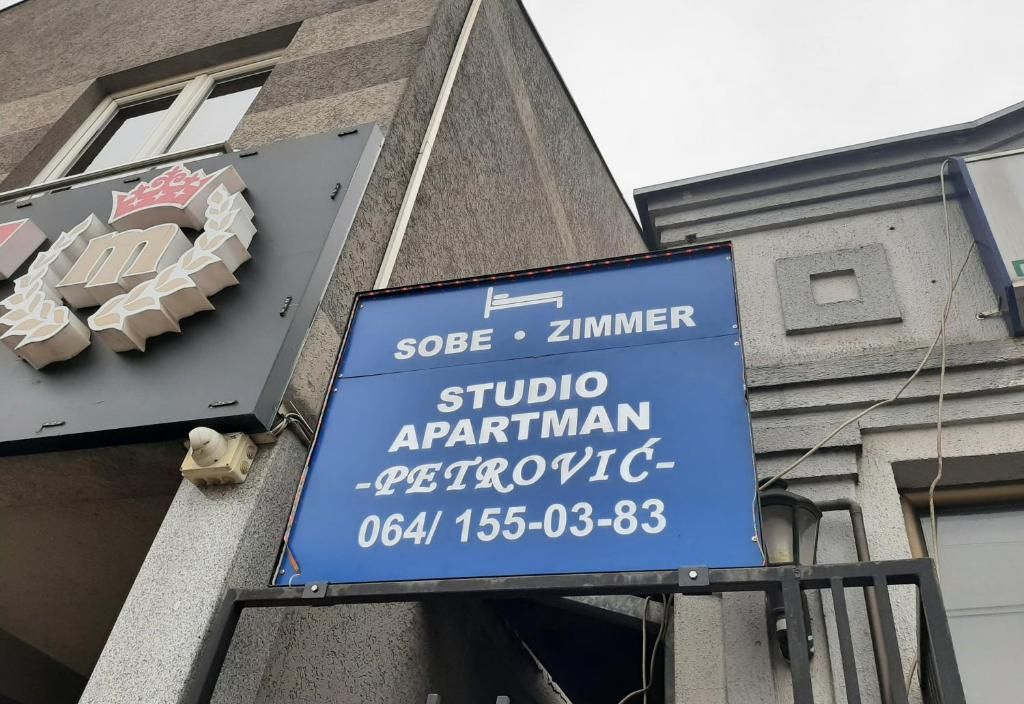 m
SOBE • ZIMMER
STUDIO
APARTMAN
-PETROVIĆ-
064/ 155-03-83